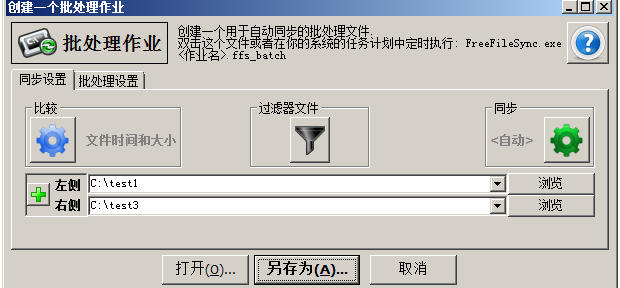 创建一个批处理作业
批处理作业
创建一个用于自动同步的批处理文件.
双击这个文件或者在你的系统的任务计划中定时执行: FreeFileSync.exe
<作业名>.ffs_batch
同步设置 批处理设置
比较 过滤器文件 同步
文件时间和大小 <自动>
左侧 C:\test1 浏览
右侧 C:\test3 浏览
打开(O)... 另存为(A)... 取消